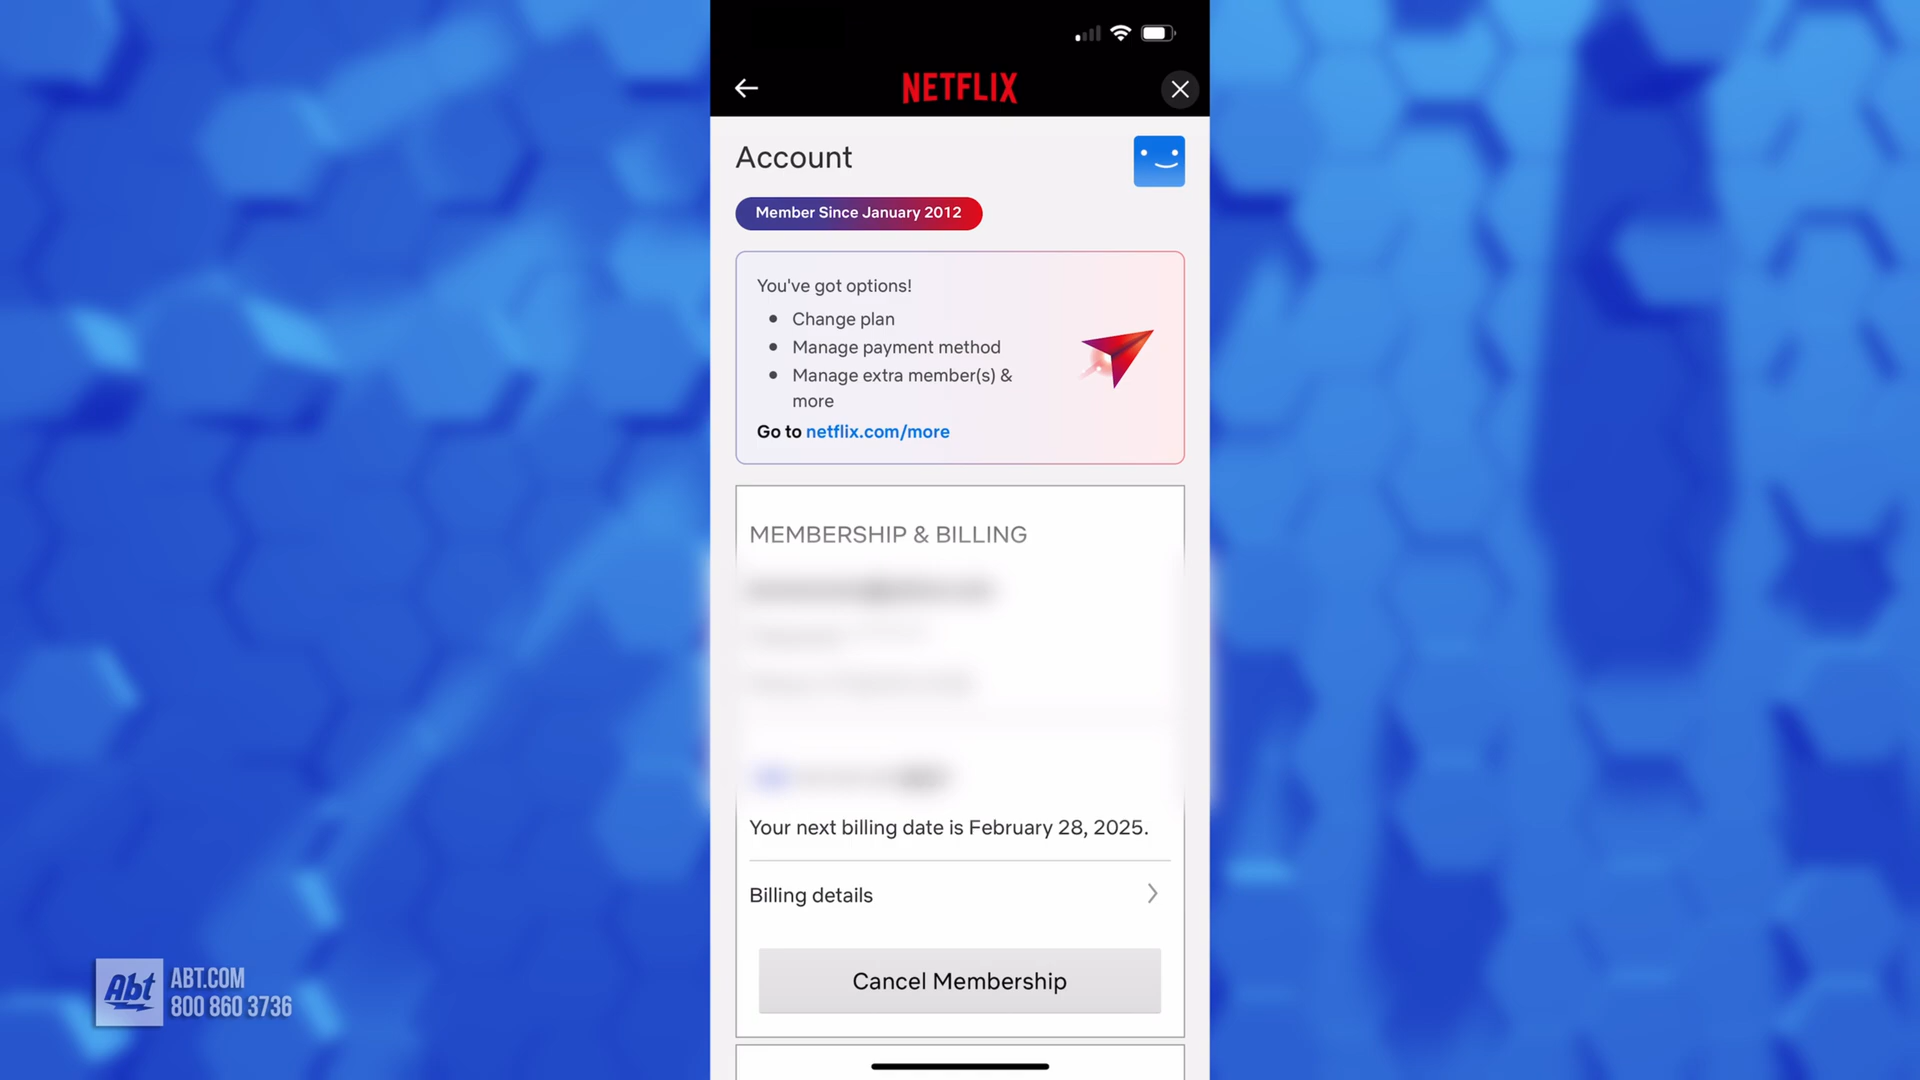 NETFLIX
Account
Member Since January 2012
You've got options!
• Change plan
• Manage payment method
• Manage extra member(s) &
more
Go to netflix.com/more
MEMBERSHIP & BILLING
Your next billing date is February 28, 2025.
Billing details
Cancel Membership
Abt
ABT.COM
800 860 3736